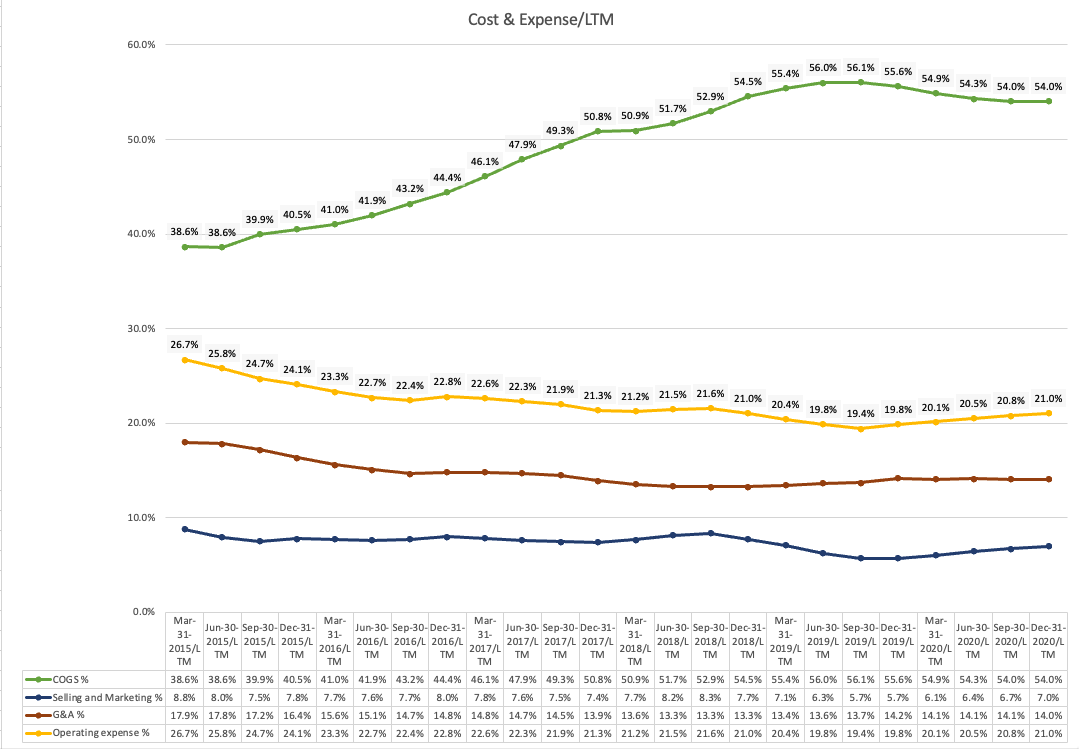 Cost & Expense/LTM
60.0%
50.0%
40.0%
30.0%
20.0%
10.0%
0.0%
38.6% 38.6% 39.9% 40.5% 41.0% 41.9% 43.2% 44.4% 46.1% 47.9% 49.3% 50.8% 50.9% 51.7% 52.9% 54.5% 55.4% 56.0% 56.1% 55.6% 54.9% 54.3% 54.0% 54.0%
26.7% 25.8% 24.7% 24.1% 23.3% 22.7% 22.4% 22.8% 22.6% 22.3% 21.9% 21.3% 21.2% 21.5% 21.6% 21.0% 20.4% 19.8% 19.4% 19.8% 20.1% 20.5% 20.8% 21.0%
Mar-31-2015/LTM Jun-30-2015/LTM Sep-30-2015/LTM Dec-31-2015/LTM Mar-31-2016/LTM Jun-30-2016/LTM Sep-30-2016/LTM Dec-31-2016/LTM Mar-31-2017/LTM Jun-30-2017/LTM Sep-30-2017/LTM Dec-31-2017/LTM Mar-31-2018/LTM Jun-30-2018/LTM Sep-30-2018/LTM Dec-31-2018/LTM Mar-31-2019/LTM Jun-30-2019/LTM Sep-30-2019/LTM Dec-31-2019/LTM Mar-31-2020/LTM Jun-30-2020/LTM Sep-30-2020/LTM Dec-31-2020/LTM
COGS % 38.6% 38.6% 39.9% 40.5% 41.0% 41.9% 43.2% 44.4% 46.1% 47.9% 49.3% 50.8% 50.9% 51.7% 52.9% 54.5% 55.4% 56.0% 56.1% 55.6% 54.9% 54.3% 54.0% 54.0%
Selling and Marketing % 8.8% 8.0% 7.5% 7.8% 7.7% 7.6% 7.7% 8.0% 7.8% 7.6% 7.5% 7.4% 7.7% 8.2% 8.3% 7.7% 7.1% 6.3% 5.7% 5.7% 6.1% 6.4% 6.7% 7.0%
G&A % 17.9% 17.8% 17.2% 16.4% 15.6% 15.1% 14.7% 14.8% 14.8% 14.7% 14.5% 13.9% 13.6% 13.3% 13.3% 13.3% 13.4% 13.6% 13.7% 14.2% 14.1% 14.1% 14.1% 14.0%
Operating expense % 26.7% 25.8% 24.7% 24.1% 23.3% 22.7% 22.4% 22.8% 22.6% 22.3% 21.9% 21.3% 21.2% 21.5% 21.6% 21.0% 20.4% 19.8% 19.4% 19.8% 20.1% 20.5% 20.8% 21.0%